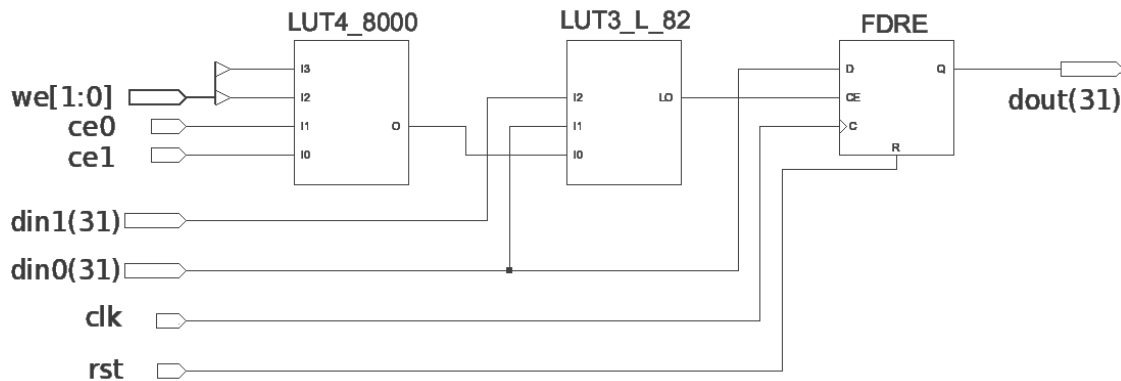 LUT4_8000
LUT3_L_82
FDRE
we[1:0]
ce0
ce1
din1(31)
din0(31)
clk
rst
I3
I2
I1
I0
O
I2
I1
I0
LO
D
CE
C
R
Q
dout(31)